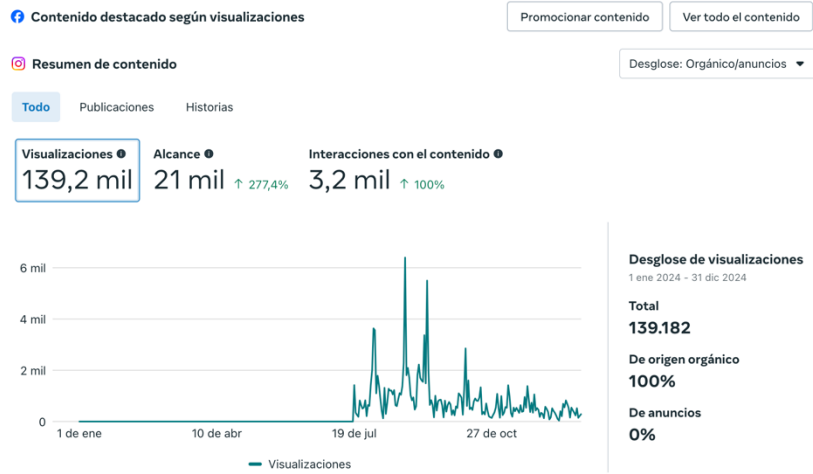 Contenido destacado según visualizaciones
Promocionar contenido
Ver todo el contenido
Resumen de contenido
Desglose: Orgánico/anuncios
Todo
Publicaciones
Historias
Visualizaciones
Alcance
Interacciones con el contenido
139,2 mil
21 mil
↑ 277,4%
3,2 mil
↑ 100%
6 mil
4 mil
2 mil
0
1 de ene
10 de abr
19 de jul
27 de oct
Visualizaciones
Desglose de visualizaciones
1 ene 2024 - 31 dic 2024
Total
139.182
De origen orgánico
100%
De anuncios
0%